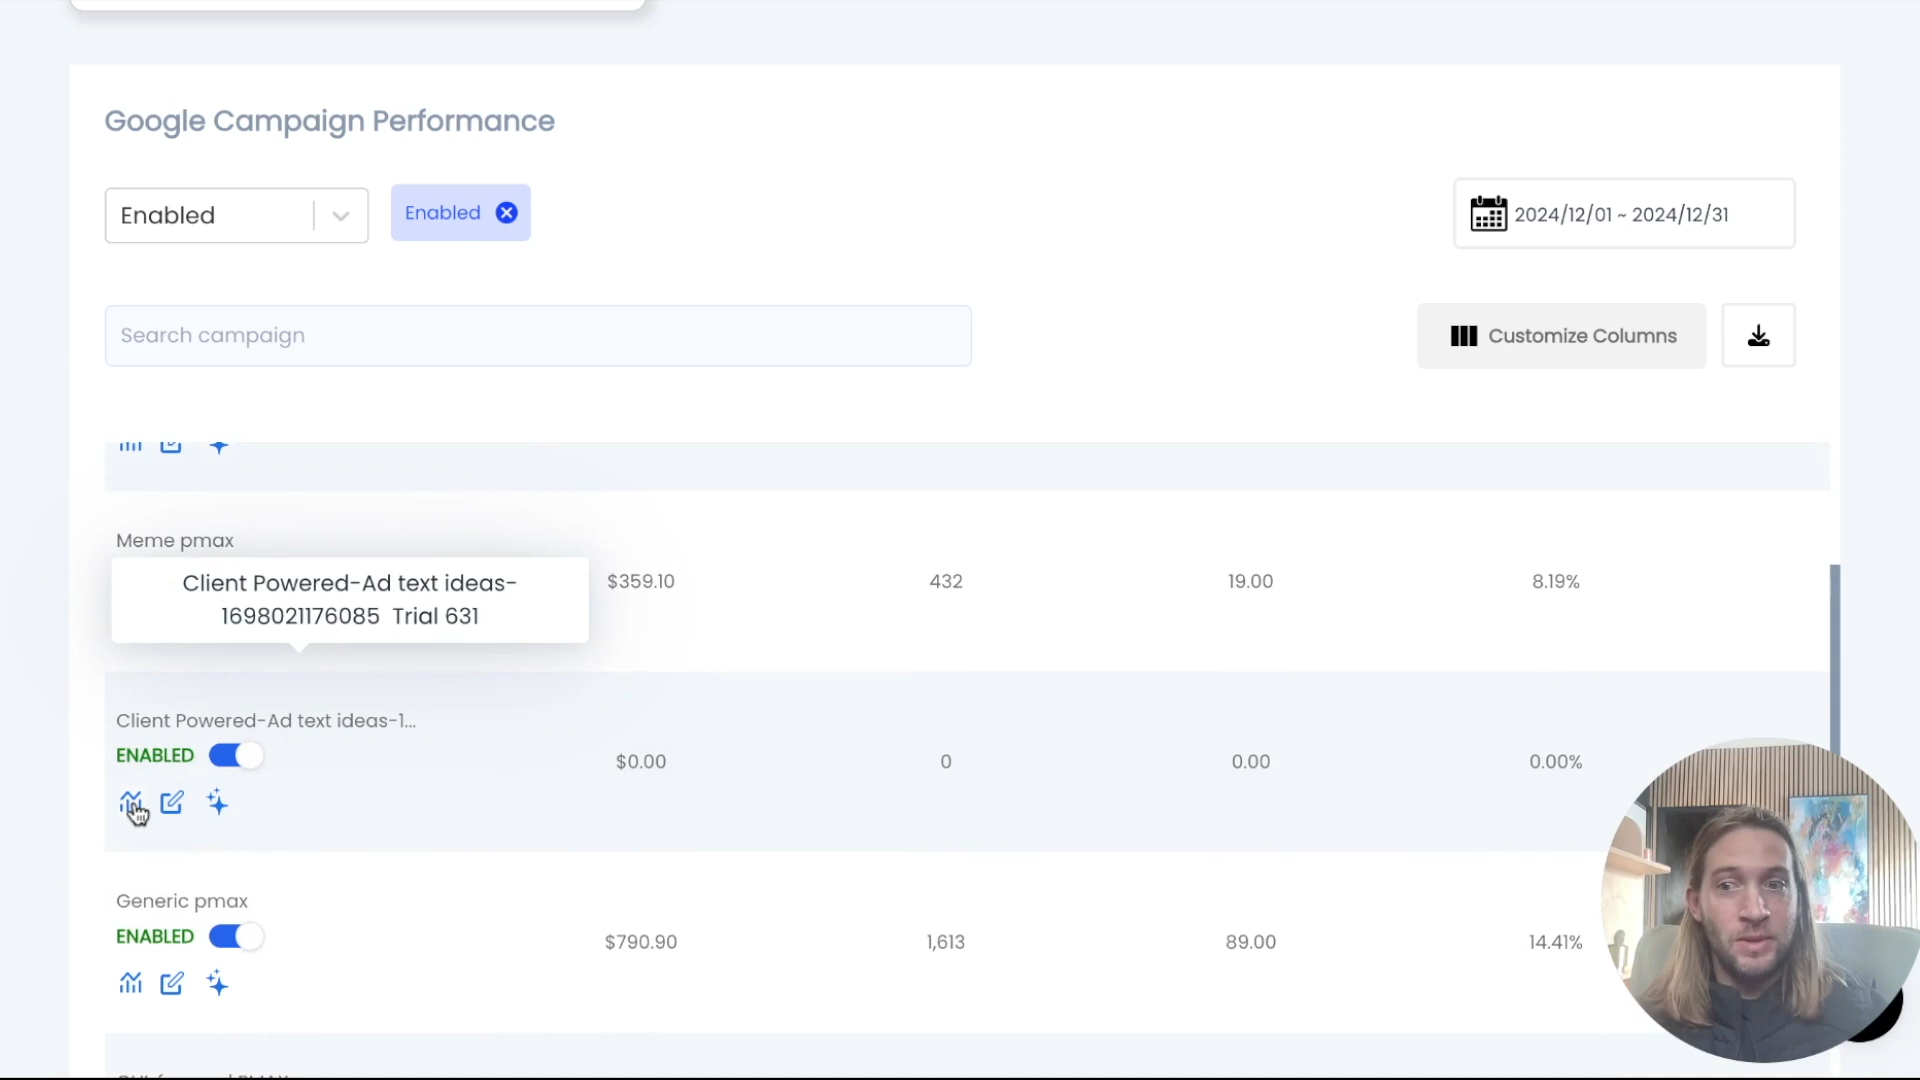 Google Campaign Performance
Enabled
Enabled
2024/12/01 ~ 2024/12/31
Search campaign
Customize Columns
Meme pmax
Client Powered-Ad text ideas-
1698021176085 Trial 631
$359.10 432 19.00 8.19%
Client Powered-Ad text ideas-1...
ENABLED
$0.00 0 0.00 0.00%
Generic pmax
ENABLED
$790.90 1,613 89.00 14.41%